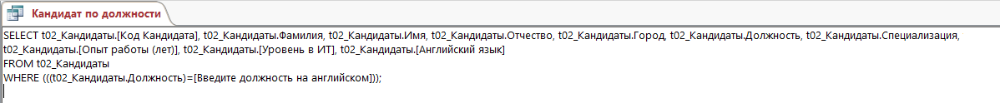 Кандидат по должности
SELECT t02_Кандидаты.[Код Кандидата], t02_Кандидаты.Фамилия, t02_Кандидаты.Имя, t02_Кандидаты.Отчество, t02_Кандидаты.Город, t02_Кандидаты.Должность, t02_Кандидаты.Специализация,
t02_Кандидаты.[Опыт работы (лет)], t02_Кандидаты.[Уровень в ИТ], t02_Кандидаты.[Английский язык]
FROM t02_Кандидаты
WHERE (((t02_Кандидаты.Должность)=[Введите должность на английском]));